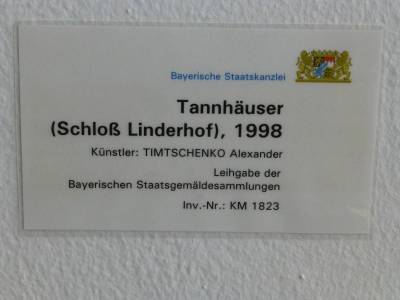 Bayerische Staatskanzlei
Tannhäuser
(Schloß Linderhof), 1998
Künstler: TIMTSCHENKO Alexander
Leihgabe der
Bayerischen Staatsgemäldesammlungen
Inv.-Nr.: KM 1823